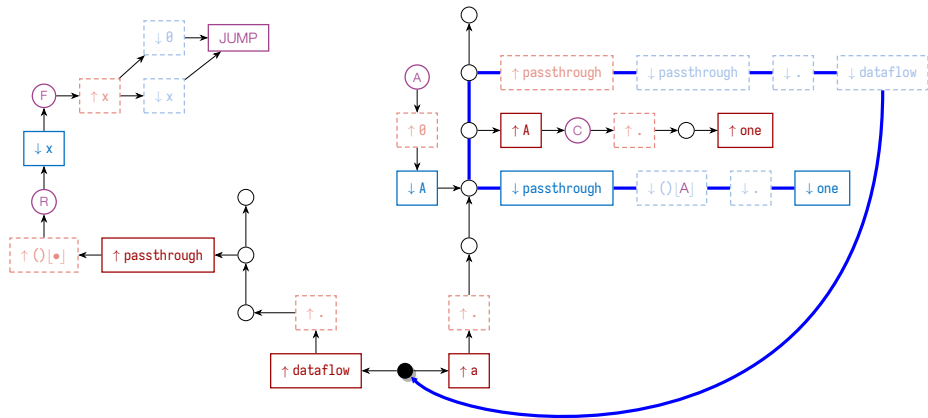 ↓0
JUMP
F
↑x
↓x
A
↑passthrough
↓passthrough
↓.
↓dataflow
↑0
↑A
C
↑.
↑one
↓x
R
↓A
↓passthrough
↓()[A]
↓.
↓one
↑()[•]
↑passthrough
↑.
↑.
↑dataflow
↑a